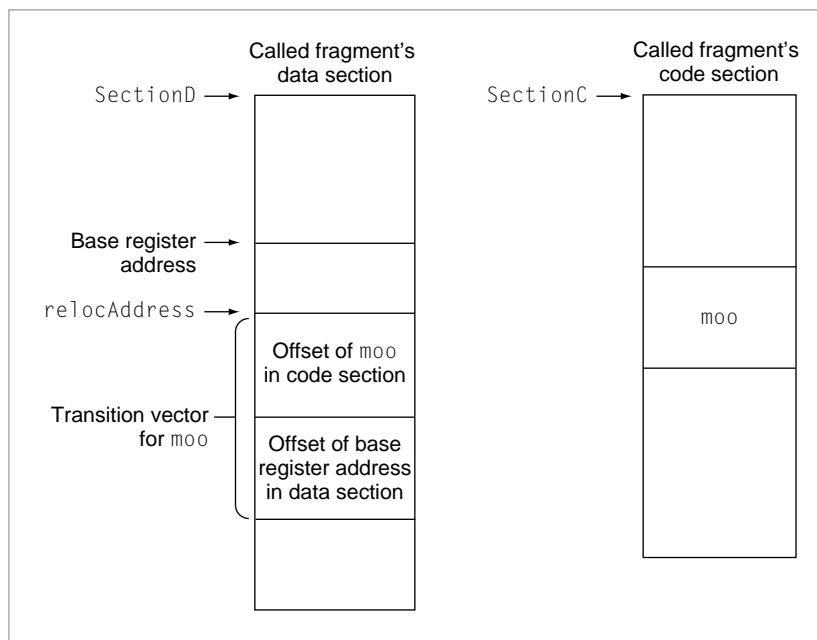 Called fragment's
data section
SectionD
Base register
address
relocAddress
Offset of moo
in code section
Transition vector
for moo
Offset of base
register address
in data section
Called fragment's
code section
SectionC
moo